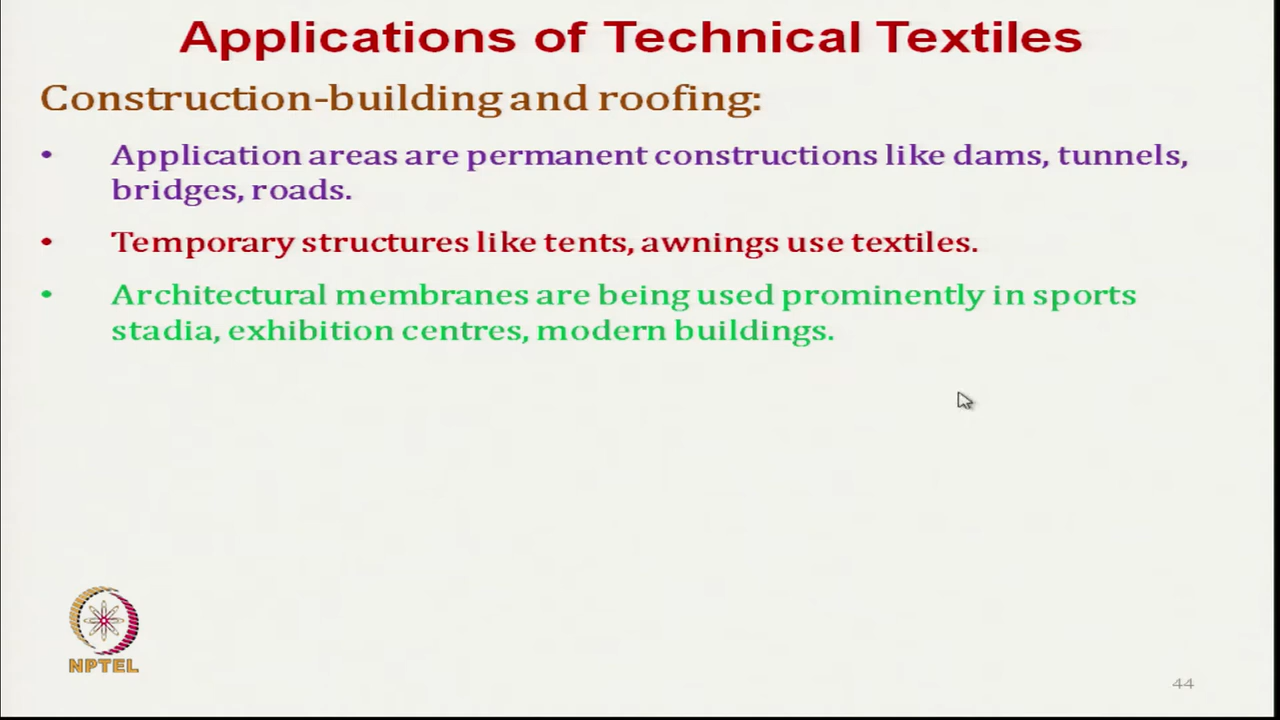 Applications of Technical Textiles
Construction-building and roofing:
• Application areas are permanent constructions like dams, tunnels,
bridges, roads.
• Temporary structures like tents, awnings use textiles.
• Architectural membranes are being used prominently in sports
stadia, exhibition centres, modern buildings.
NPTEL
44